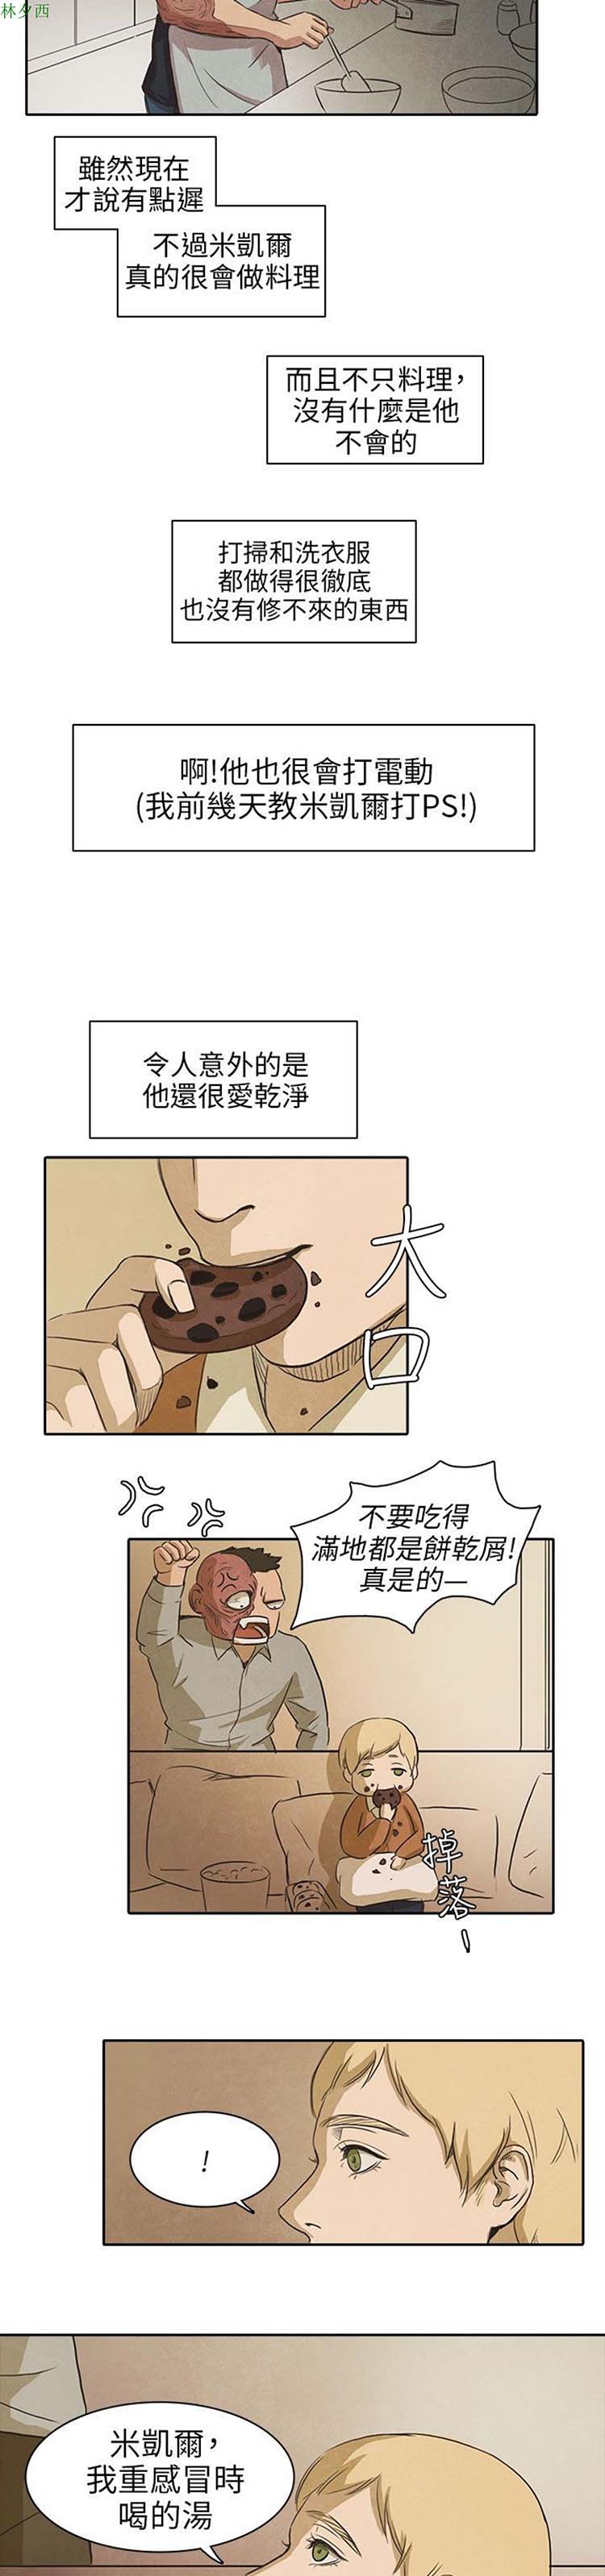 林夕西
雖然現在
才說有點遲
不過米凱爾
真的很會做料理
而且不只料理，
沒有什麼是他
不會的
打掃和洗衣服
都做得很徹底
也沒有修不來的東西
啊!他也很會打電動
(我前幾天教米凱爾打PS!)
令人意外的是
他還很愛乾淨
大
口
不要吃得
滿地都是餅乾屑!
真是的—
掉
落
!
米凱爾，
我重感冒時
喝的湯